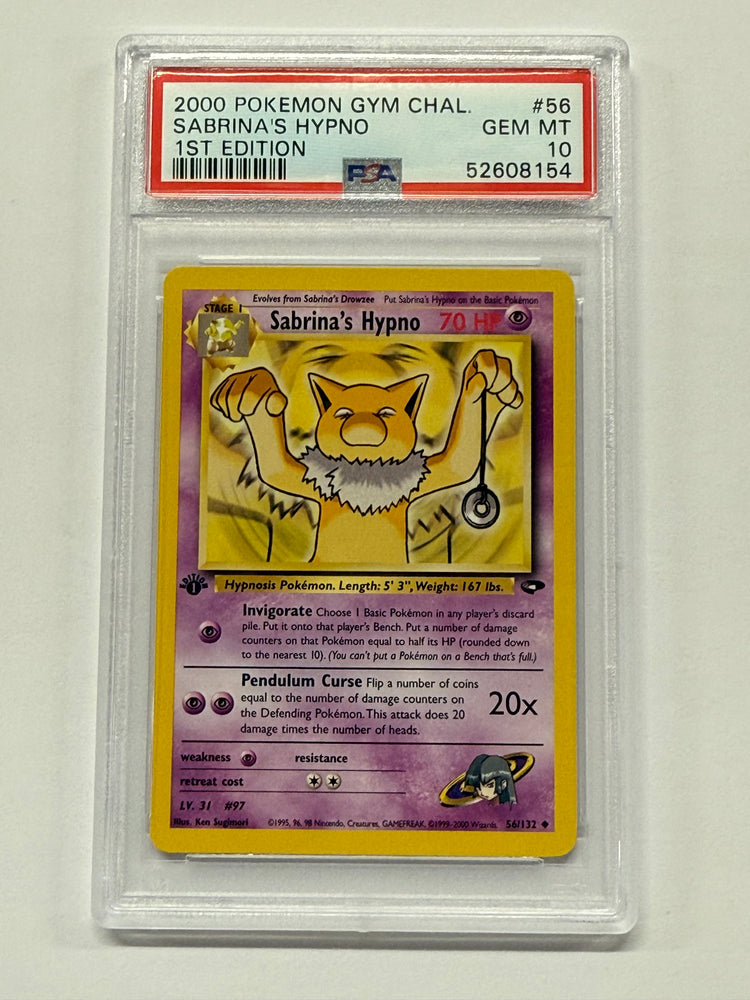 2000 POKEMON GYM CHAL. #56
SABRINA'S HYPNO GEM MT
1ST EDITION 10
PSA 52608154
Evolves from Sabrina's Drowzee Put Sabrina's Hypno on the Basic Pokémon
STAGE 1
Sabrina's Hypno 70 HP
EDITION
1
Hypnosis Pokémon. Length: 5' 3", Weight: 167 lbs.
Invigorate Choose 1 Basic Pokémon in any player's discard
pile. Put it onto that player's Bench. Put a number of damage
counters on that Pokémon equal to half its HP (rounded down
to the nearest 10). (You can't put a Pokémon on a Bench that's full.)
Pendulum Curse Flip a number of coins
equal to the number of damage counters on
the Defending Pokémon. This attack does 20
damage times the number of heads.
20x
weakness resistance
retreat cost
LV. 31 #97
Illus. Ken Sugimori ©1995, 96, 98 Nintendo, Creatures, GAMEFREAK. ©1999-2000 Wizards. 56/132